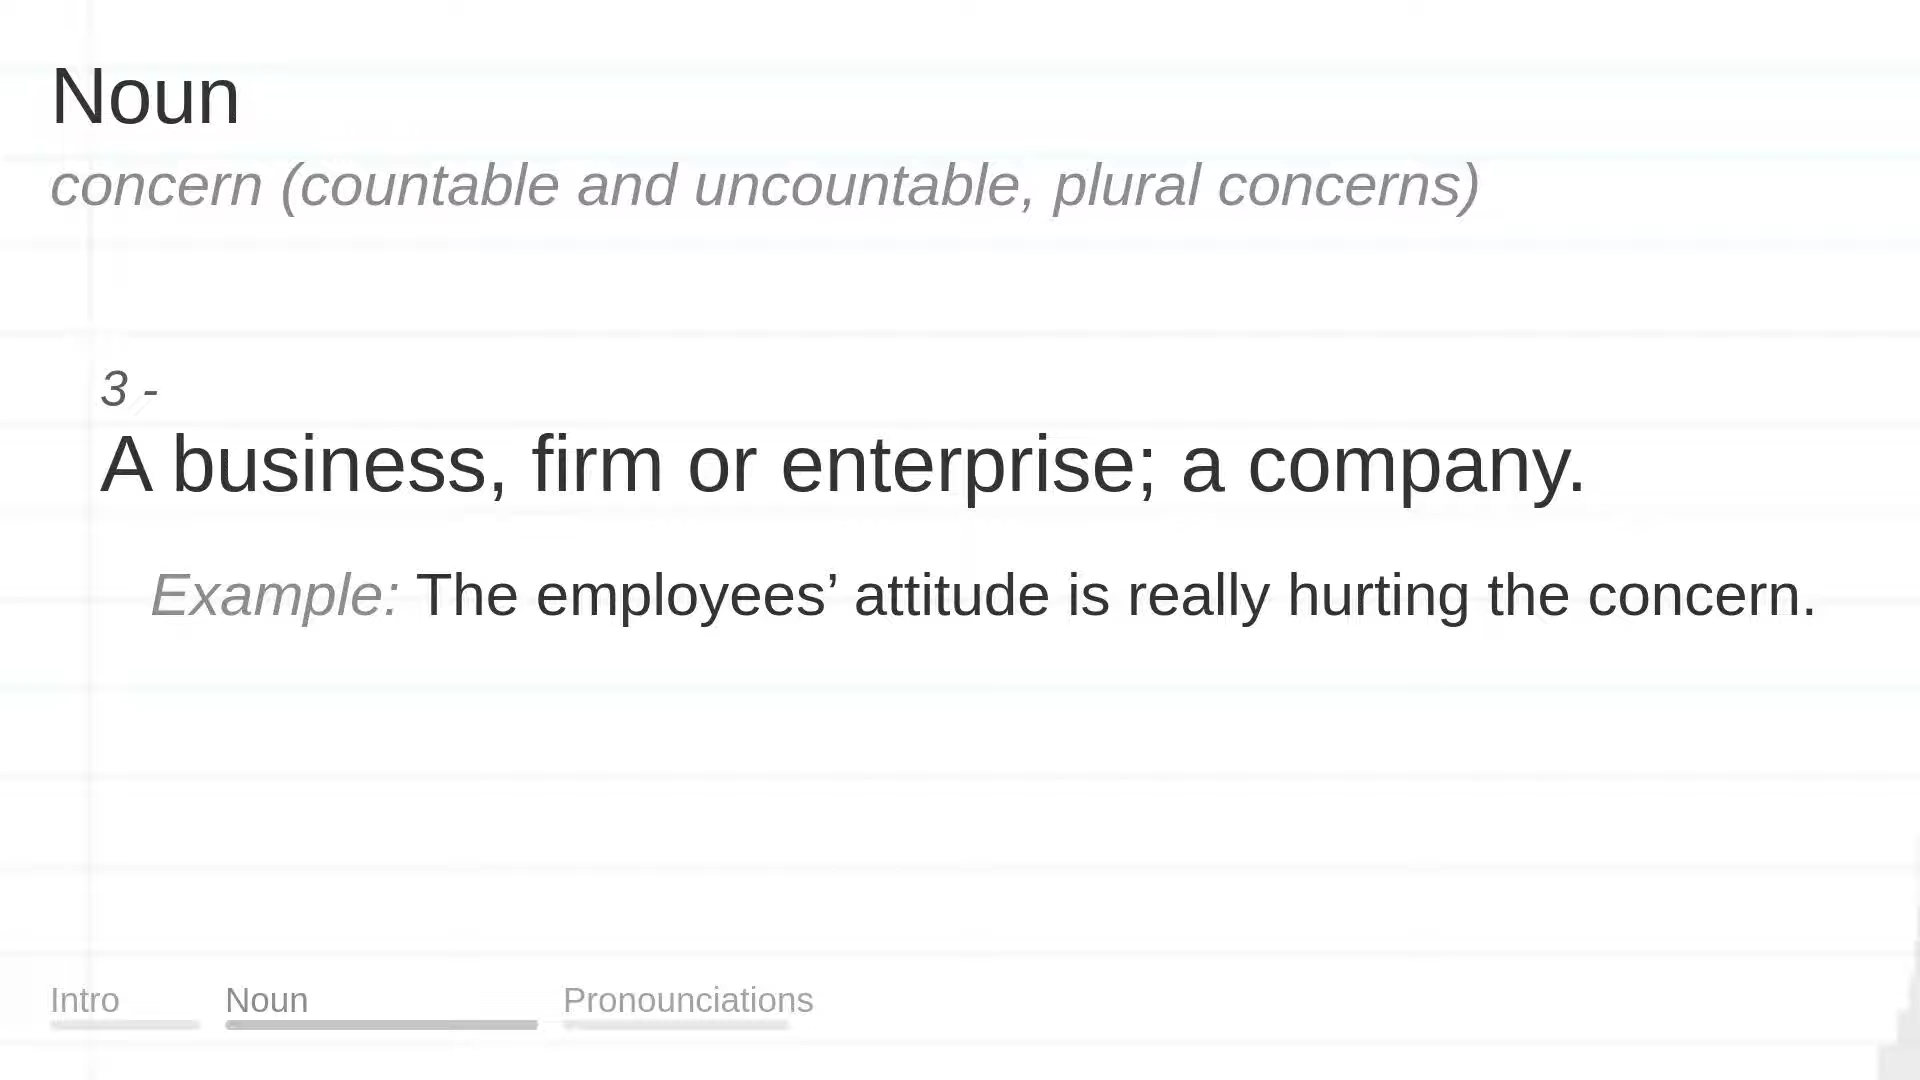 Noun
concern (countable and uncountable, plural concerns)
3 -
A business, firm or enterprise; a company.
Example: The employees’ attitude is really hurting the concern.
Intro Noun Pronounciations